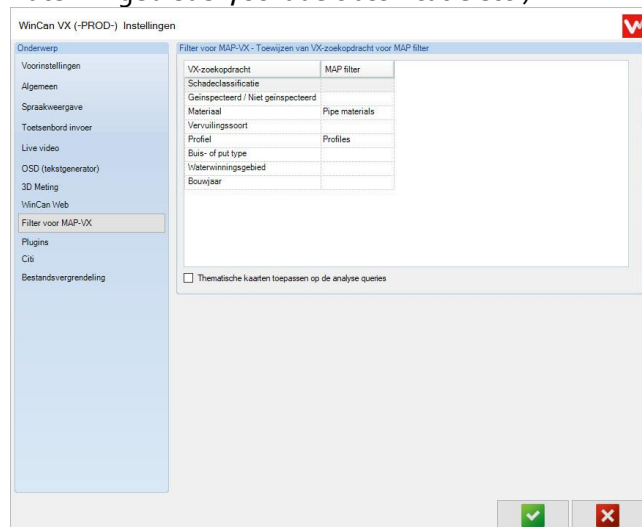 WinCan VX (-PROD-) Instellingen
Onderwerp
Voorinstellingen
Algemeen
Spraakweergave
Toetsenbord invoer
Live video
OSD (tekstgenerator)
3D Meting
WinCan Web
Filter voor MAP-VX
Plugins
Citi
Bestandsvergrendeling
Filter voor MAP-VX - Toewijzen van VX-zoekopdracht voor MAP filter
VX-zoekopdracht MAP filter
Schadeclassificatie
Geïnspecteerd / Niet geïnspecteerd
Materiaal Pipe materials
Vervuilingssoort
Profiel Profiles
Buis- of put type
Waterwinningsgebied
Bouwjaar
Thematische kaarten toepassen op de analyse queries